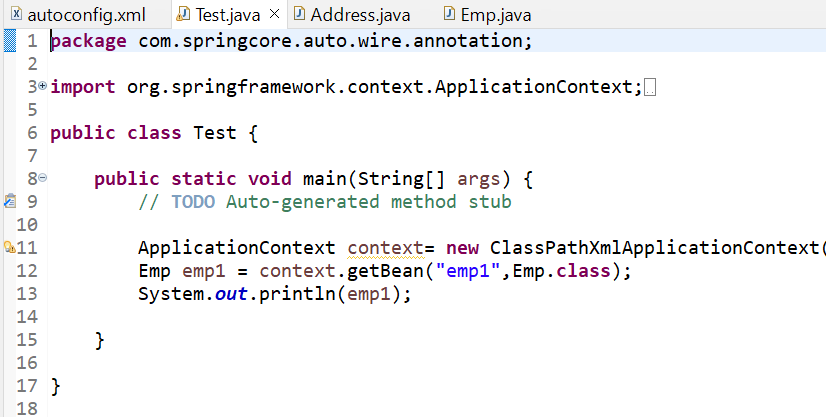 autoconfig.xml Test.java Address.java Emp.java
1 package com.springcore.auto.wire.annotation;
2
3 import org.springframework.context.ApplicationContext;
5
6 public class Test {
7
8 public static void main(String[] args) {
9 // TODO Auto-generated method stub
10
11 ApplicationContext context= new ClassPathXmlApplicationContext(
12 Emp emp1 = context.getBean("emp1",Emp.class);
13 System.out.println(emp1);
14
15 }
16
17 }
18